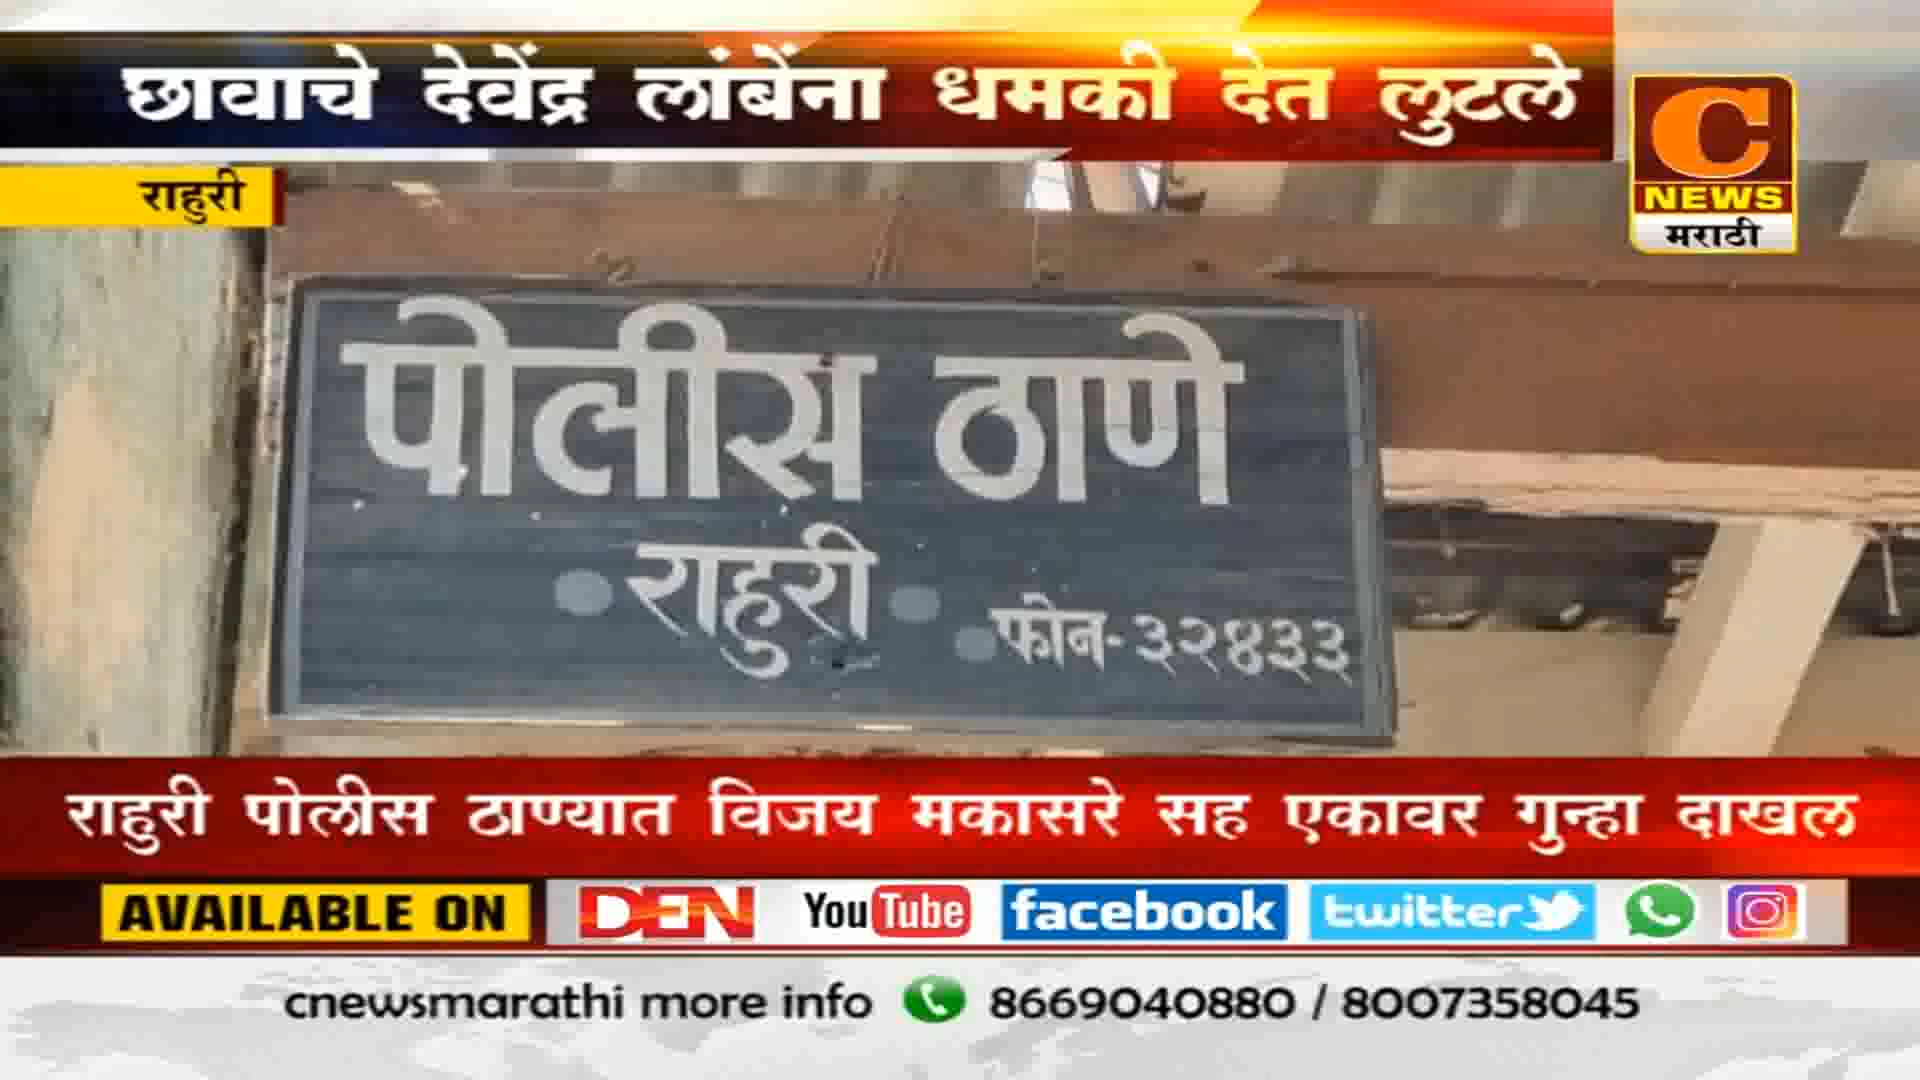 छावाचे देवेंद्र लांबेंना धमकी देत लुटले
C
NEWS
मराठी
राहुरी
पोलीस ठाणे
राहुरी
फोन-३२४३३
राहुरी पोलीस ठाण्यात विजय मकासरे सह एकावर गुन्हा दाखल
AVAILABLE ON DEN YouTube facebook twitter
cnewsmarathi more info 8669040880 / 8007358045